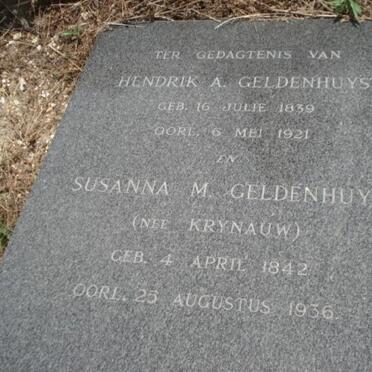 TER GEDAGTENIS VAN
HENDRIK A. GELDENHUYS
GEB. 16 JULIE 1839
OORL. 6 MEI 1921
EN
SUSANNA M. GELDENHUY
(NEE KRYNAUW)
GEB. 4 APRIL 1842
OORL. 25 AUGUSTUS 1936.